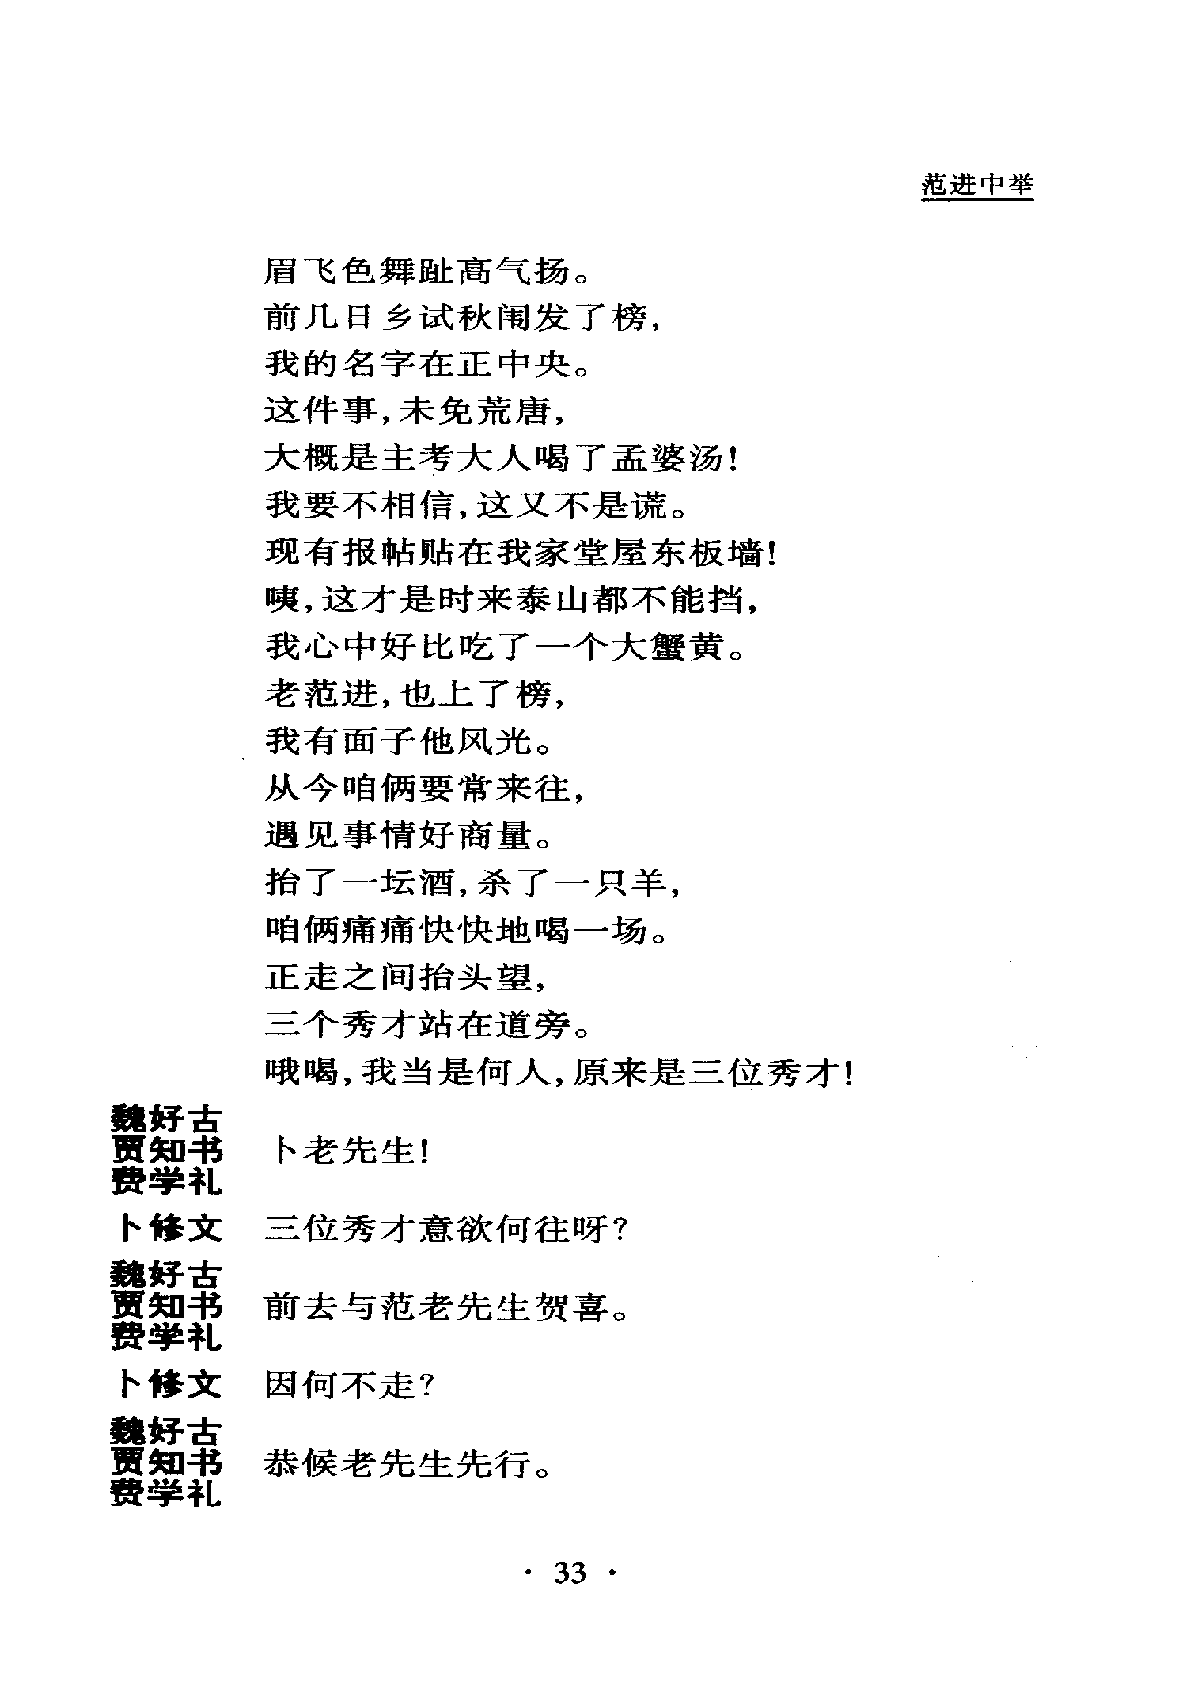 范进中举
眉飞色舞趾高气扬。
前几日乡试秋闱发了榜,
我的名字在正中央。
这件事,未免荒唐,
大概是主考大人喝了孟婆汤!
我要不相信,这又不是谎。
现有报帖贴在我家堂屋东板墙!
咦,这才是时来泰山都不能挡,
我心中好比吃了一个大蟹黄。
老范进,也上了榜,
我有面子他风光。
从今咱俩要常来往,
遇见事情好商量。
抬了一坛酒,杀了一只羊,
咱俩痛痛快快地喝一场。
正走之间抬头望,
三个秀才站在道旁。
哦喝,我当是何人,原来是三位秀才!
魏好古
贾知书 卜老先生!
费学礼
卜修文 三位秀才意欲何往呀?
魏好古
贾知书 前去与范老先生贺喜。
费学礼
卜修文 因何不走?
魏好古
贾知书 恭候老先生先行。
费学礼
· 33 ·